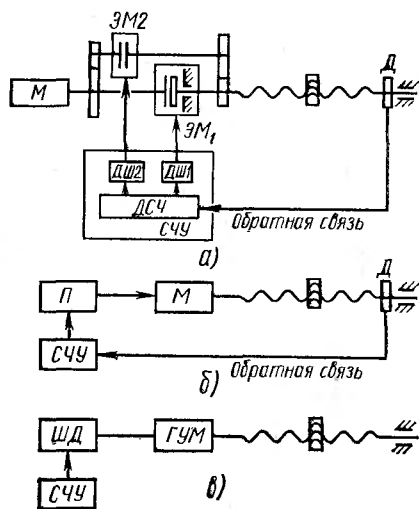 ЭМ2
Д
М
ЭМ1
ДШ2
ДШ1
ДСЧ
СЧУ
Обратная связь
а)
Д
П
М
СЧУ
Обратная связь
б)
ШД
ГУМ
в)
СЧУ